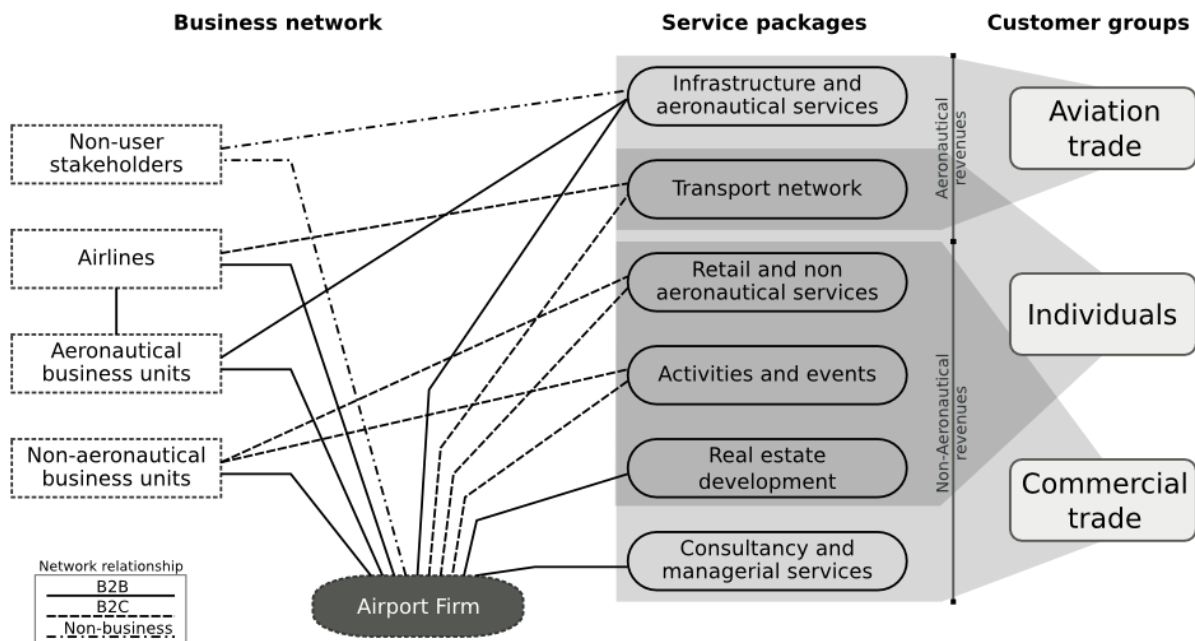 Business network
Service packages
Customer groups
Non-user
stakeholders
Airlines
Aeronautical
business units
Non-aeronautical
business units
Infrastructure and
aeronautical services
Transport network
Retail and non
aeronautical services
Activities and events
Real estate
development
Consultancy and
managerial services
Aeronautical
revenues
Non-Aeronautical
revenues
Aviation
trade
Individuals
Commercial
trade
Network relationship
B2B
B2C
Non-business
Airport Firm